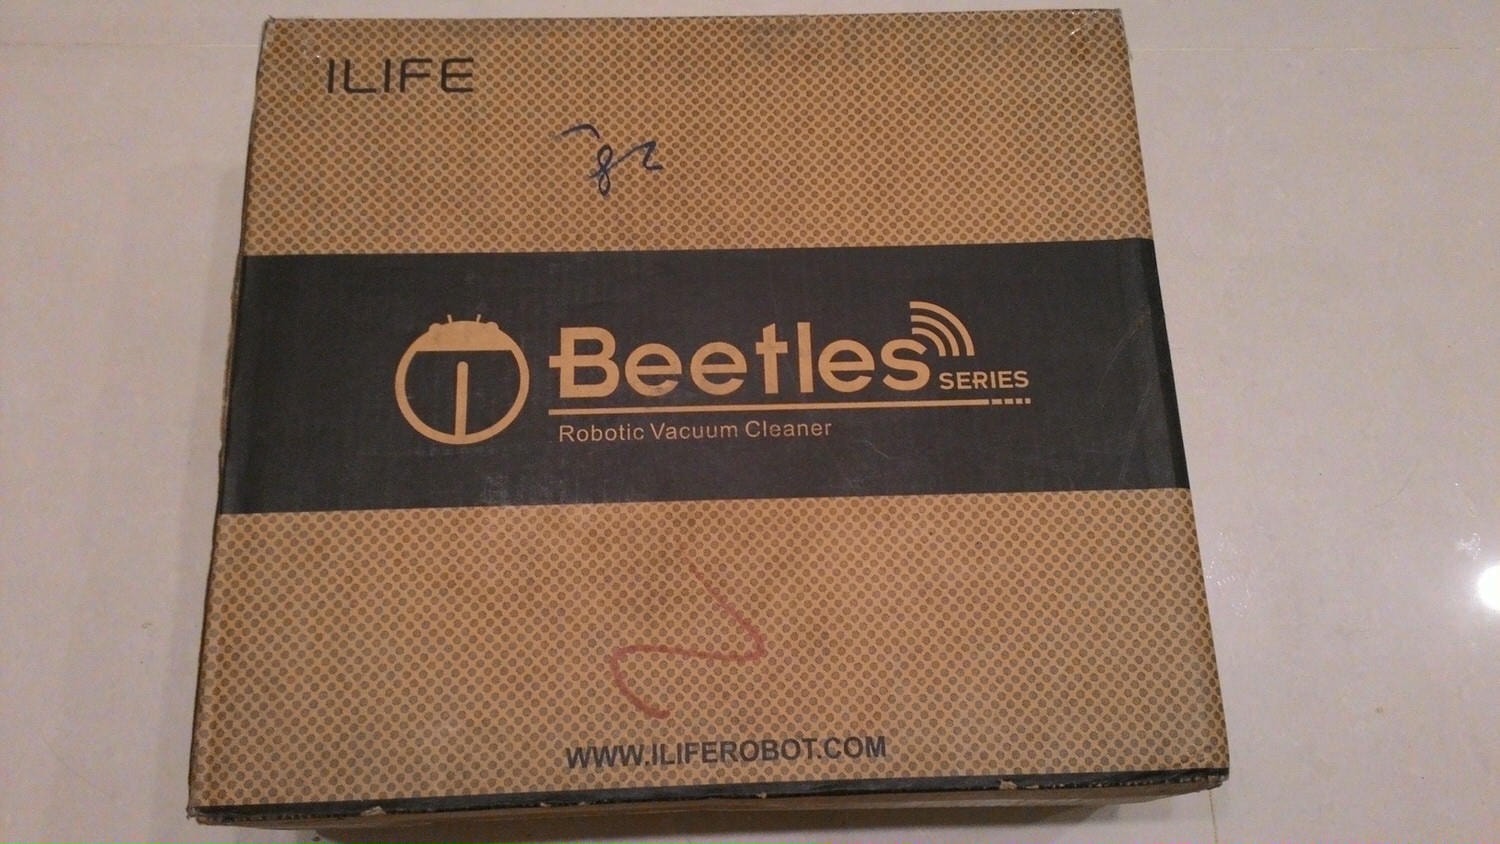 ILIFE
Beetles SERIES
Robotic Vacuum Cleaner
WWW.ILIFEROBOT.COM